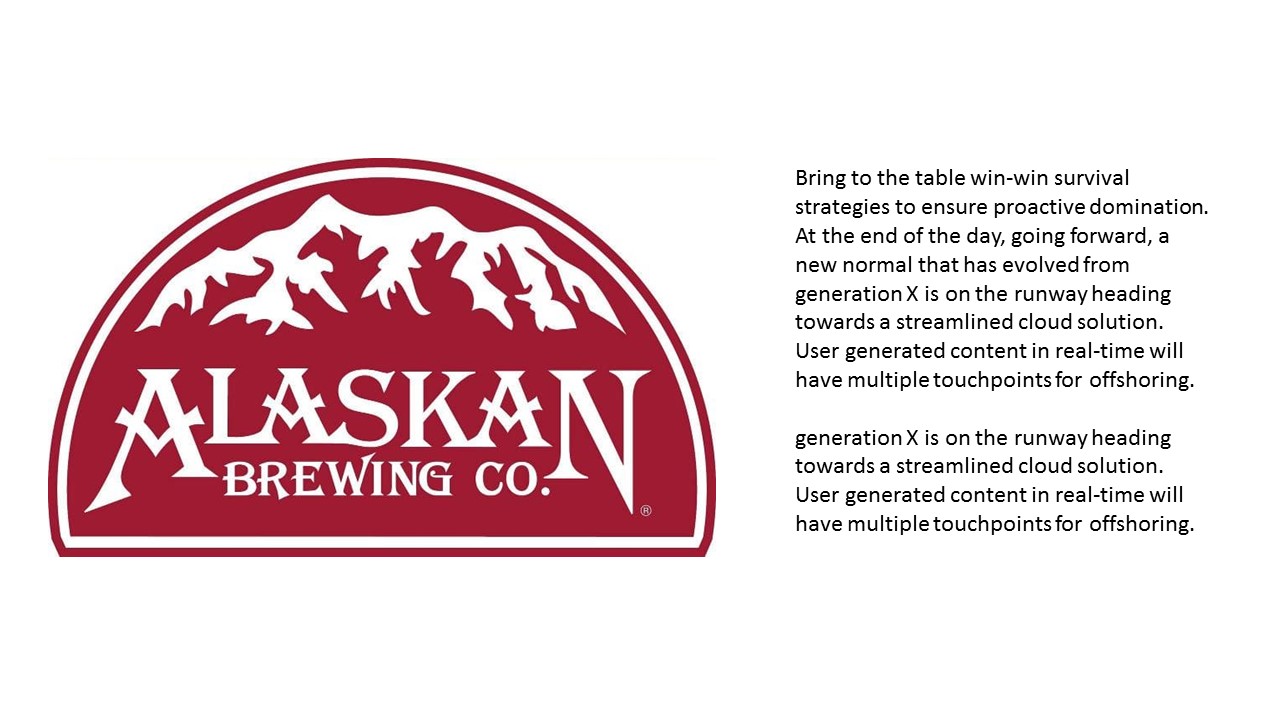 ALASKAN
BREWING CO.
®
Bring to the table win-win survival
strategies to ensure proactive domination.
At the end of the day, going forward, a
new normal that has evolved from
generation X is on the runway heading
towards a streamlined cloud solution.
User generated content in real-time will
have multiple touchpoints for offshoring.
generation X is on the runway heading
towards a streamlined cloud solution.
User generated content in real-time will
have multiple touchpoints for offshoring.